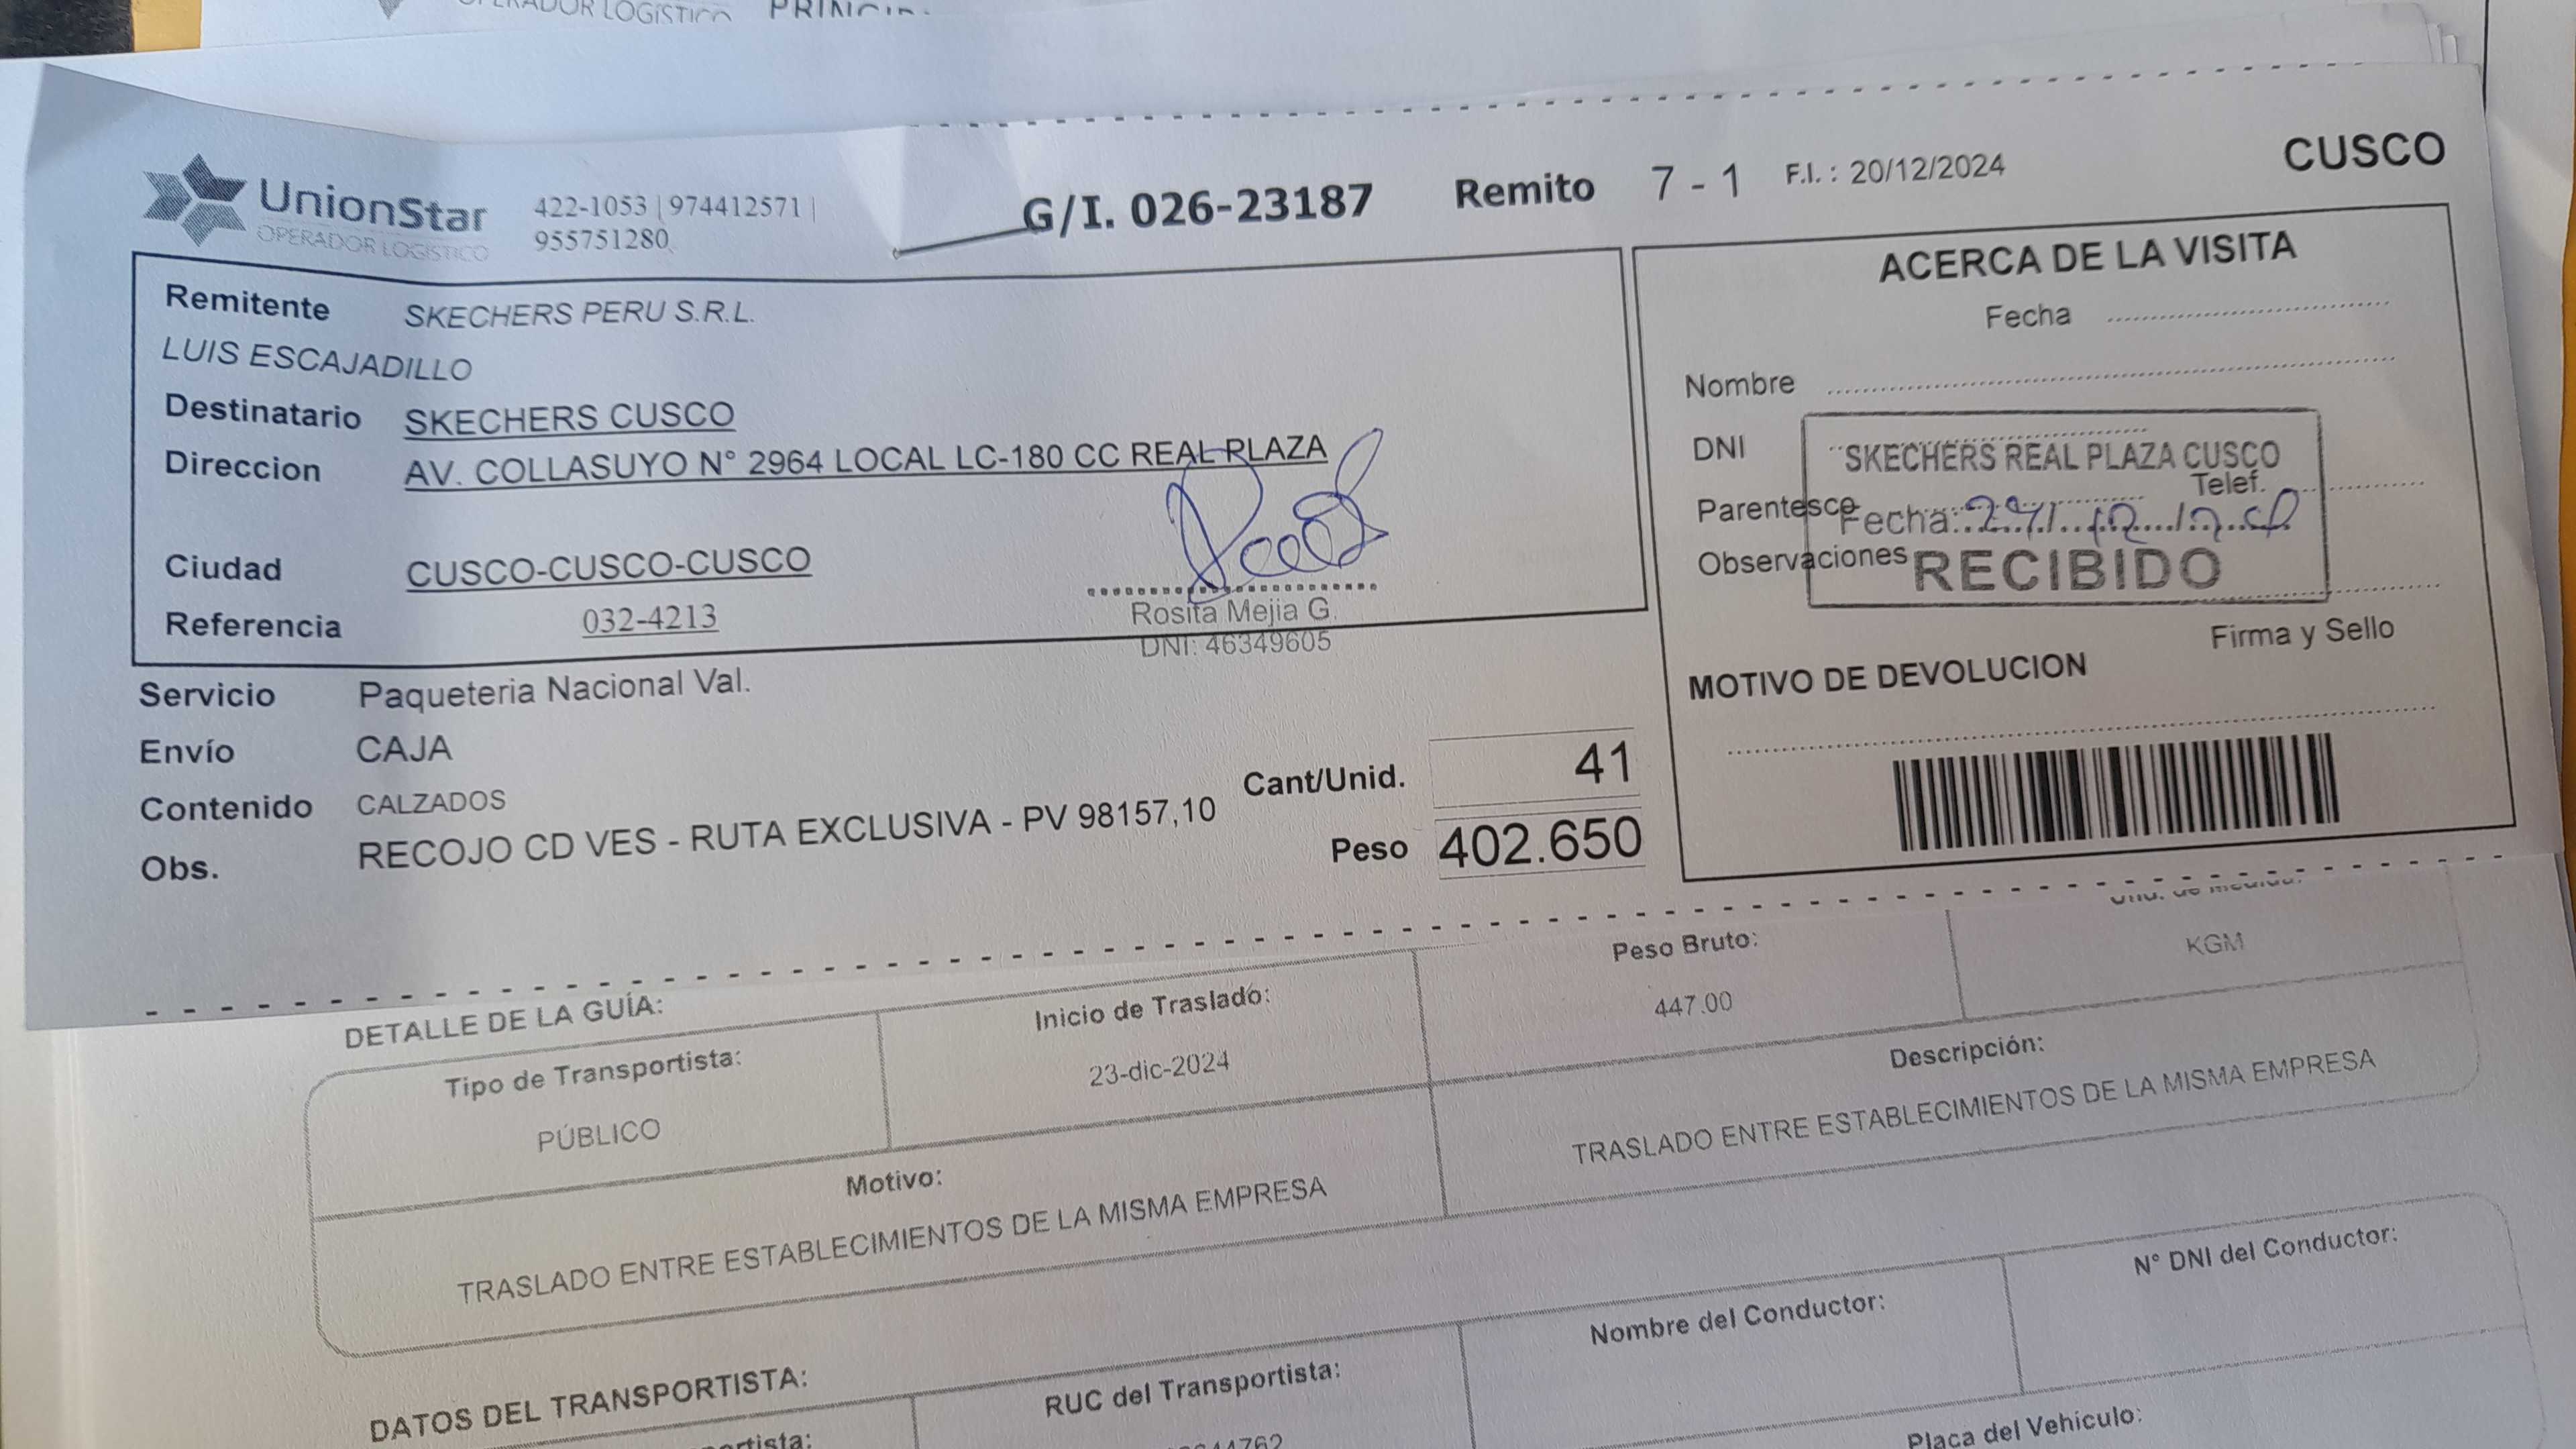 UnionStar
OPERADOR LOGISTICO
422-1053 | 974412571 |
955751280
G/I. 026-23187
Remito 7 - 1 F.I. : 20/12/2024
CUSCO
Remitente SKECHERS PERU S.R.L.
LUIS ESCAJADILLO
Destinatario SKECHERS CUSCO
Direccion AV. COLLASUYO N° 2964 LOCAL LC-180 CC REAL PLAZA
Ciudad CUSCO-CUSCO-CUSCO
Referencia 032-4213
Rosita Mejia G.
DNI: 46349605
Servicio Paqueteria Nacional Val.
Envío CAJA
Contenido CALZADOS
Obs. RECOJO CD VES - RUTA EXCLUSIVA - PV 98157,10
Cant/Unid. 41
Peso 402.650
ACERCA DE LA VISITA
Fecha
Nombre
DNI
Parentesco
Telef.
Observaciones
SKECHERS REAL PLAZA CUSCO
Fecha:
RECIBIDO
Firma y Sello
MOTIVO DE DEVOLUCION
DETALLE DE LA GUÍA:
Tipo de Transportista:
PÚBLICO
Inicio de Traslado:
23-dic-2024
Peso Bruto:
447.00
KGM
Motivo:
TRASLADO ENTRE ESTABLECIMIENTOS DE LA MISMA EMPRESA
Descripción:
TRASLADO ENTRE ESTABLECIMIENTOS DE LA MISMA EMPRESA
DATOS DEL TRANSPORTISTA:
RUC del Transportista:
Nombre del Conductor:
N° DNI del Conductor:
Placa del Vehículo: